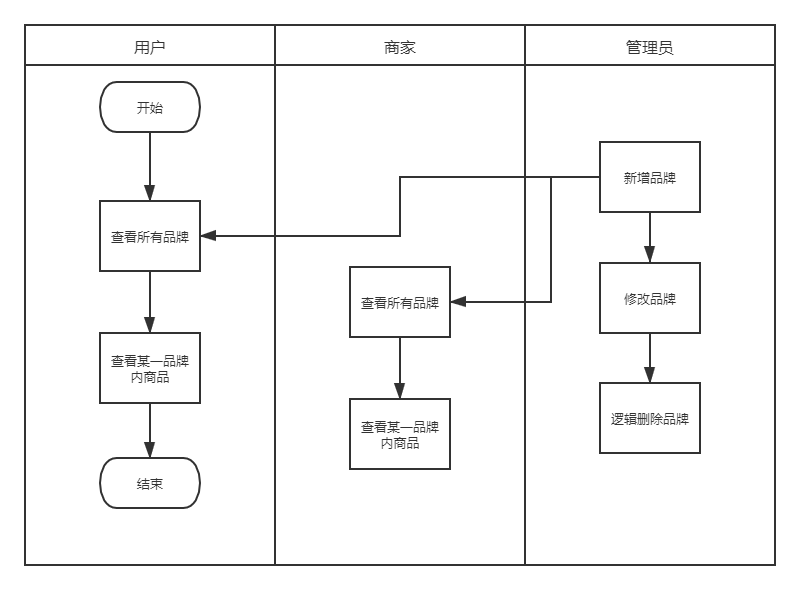 用户
商家
管理员
开始
新增品牌
查看所有品牌
查看所有品牌
修改品牌
查看某一品牌
内商品
查看某一品牌
内商品
逻辑删除品牌
结束